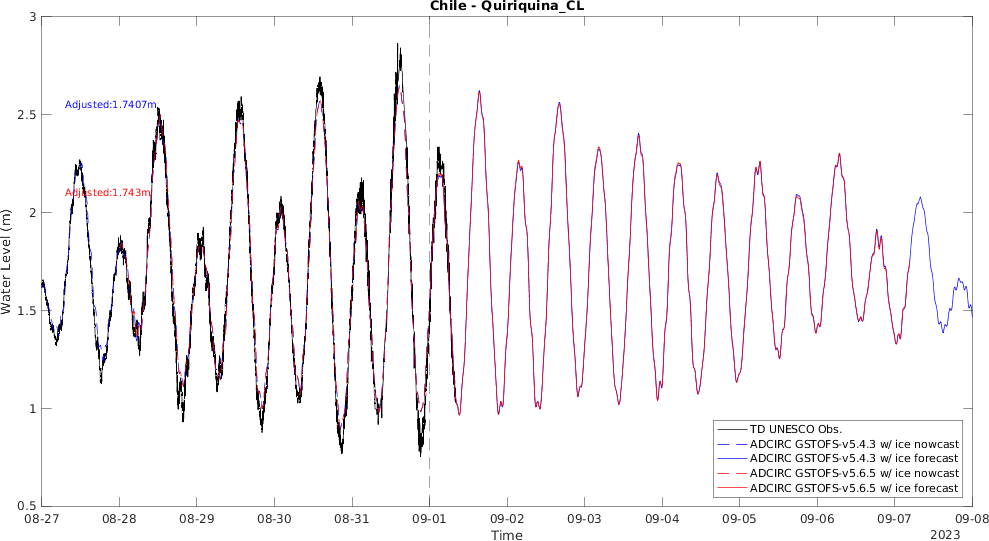 Chile - Quiriquina_CL
3
2.5
2
1.5
1
0.5
Water Level (m)
Adjusted:1.7407m
Adjusted:1.743m
TD UNESCO Obs.
ADCIRC GSTOFS-v5.4.3 w/ ice nowcast
ADCIRC GSTOFS-v5.4.3 w/ ice forecast
ADCIRC GSTOFS-v5.6.5 w/ ice nowcast
ADCIRC GSTOFS-v5.6.5 w/ ice forecast
08-27 08-28 08-29 08-30 08-31 09-01 09-02 09-03 09-04 09-05 09-06 09-07 09-08
Time
2023